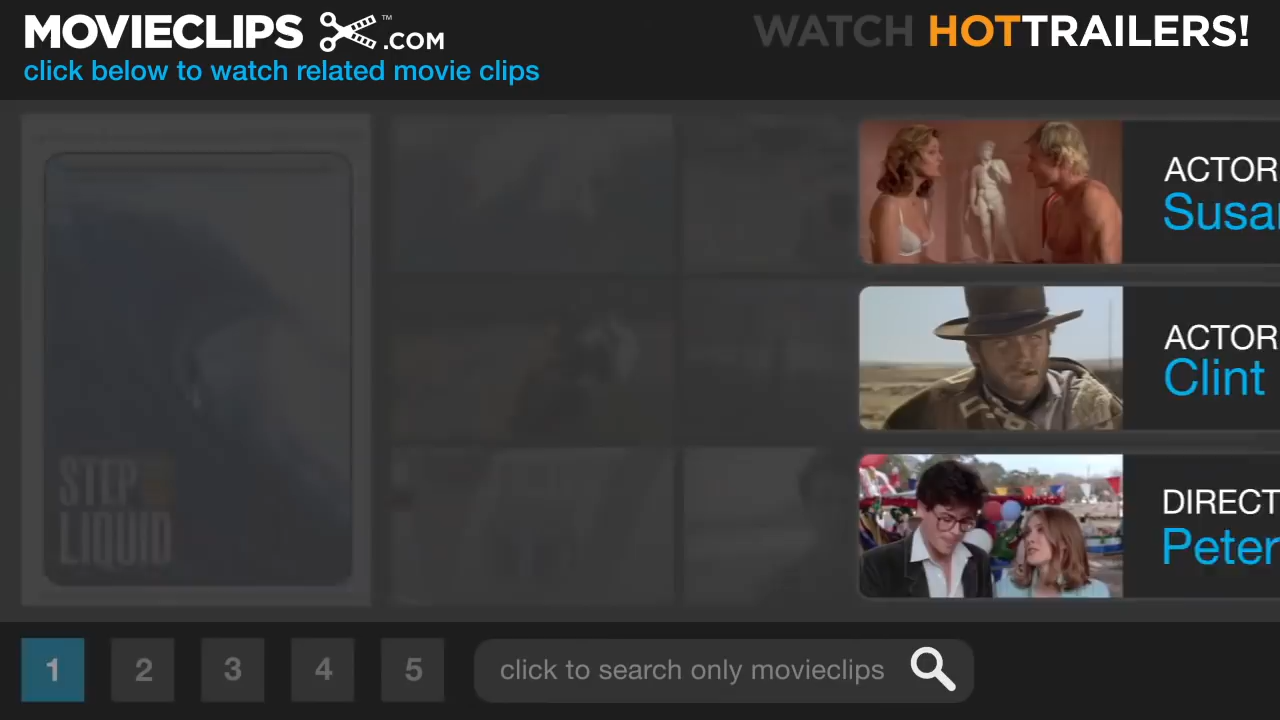 MOVIECLIPS .COM
™
click below to watch related movie clips
WATCH HOTTRAILERS!
STEP
LIQUID
ACTOR
ACTOR
Clint
DIRECT
Peter
1
2
3
4
5
click to search only movieclips